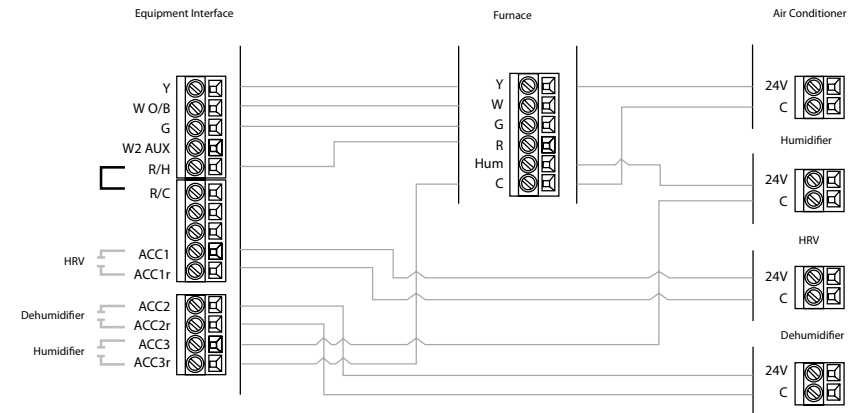 Equipment Interface
Furnace
Air Conditioner
Y
W O/B
G
W2 AUX
R/H
R/C
HRV
ACC1
ACC1r
Dehumidifier
ACC2
ACC2r
Humidifier
ACC3
ACC3r
Y
W
G
R
Hum
C
24V
C
Humidifier
24V
C
HRV
24V
C
Dehumidifier
24V
C